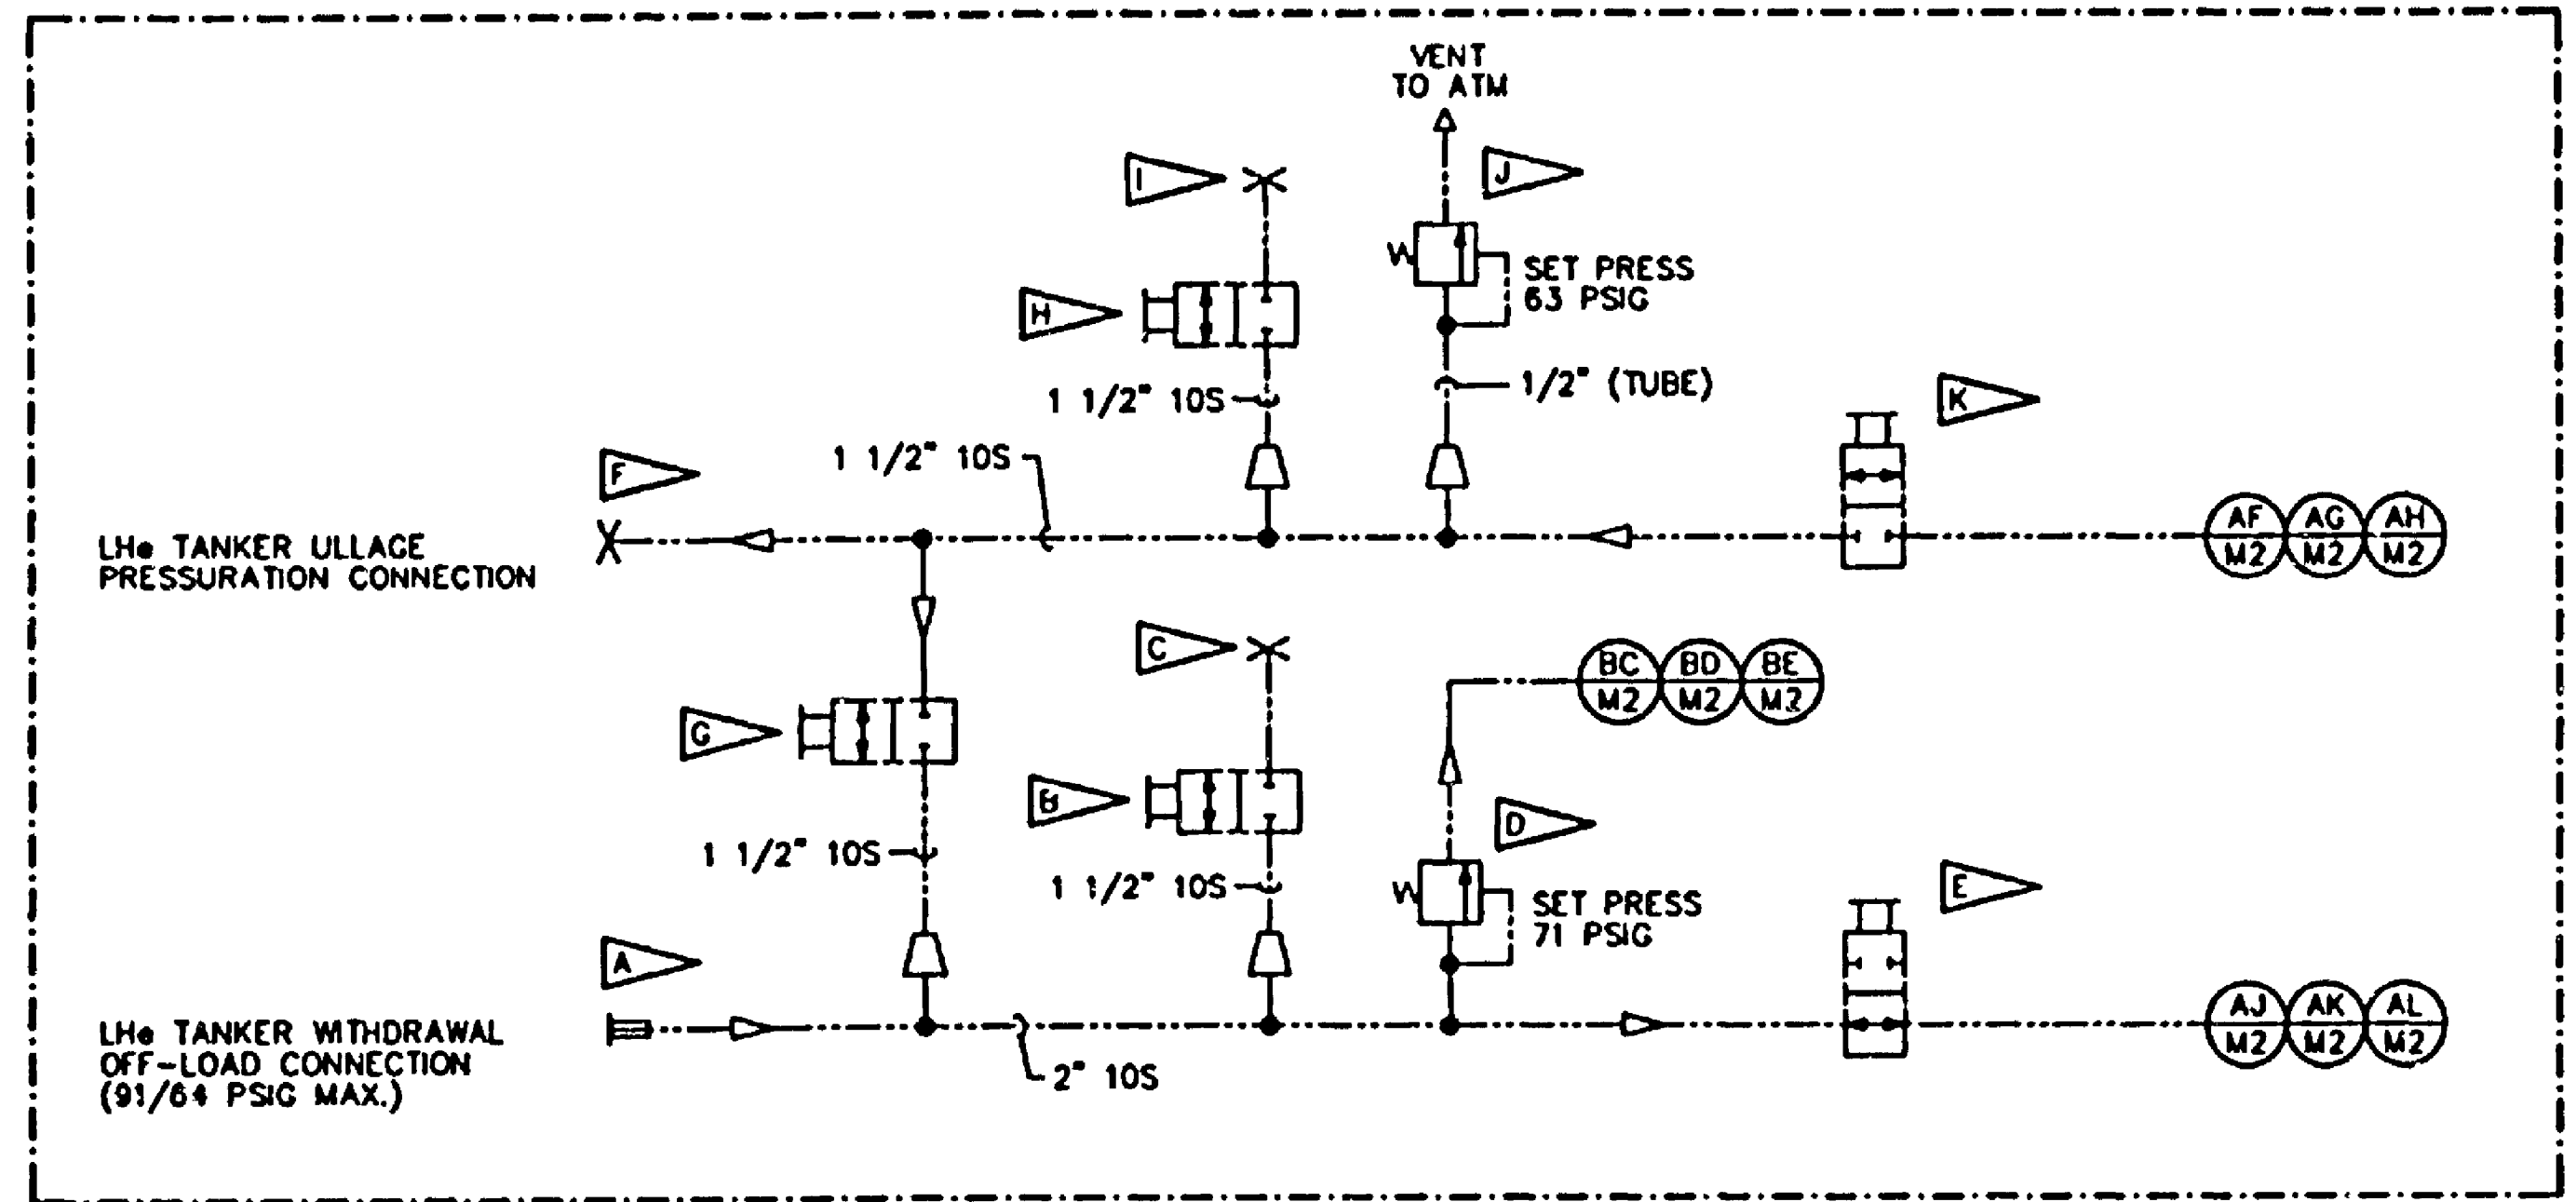 VENT
TO ATM
I
J
H
SET PRESS
63 PSIG
1 1/2" 10S
1/2" (TUBE)
K
F
1 1/2" 10S
LHe TANKER ULLAGE
PRESSURATION CONNECTION
AF
M2
AG
M2
AH
M2
C
BC
M2
BD
M2
BE
M2
G
B
D
1 1/2" 10S
1 1/2" 10S
SET PRESS
71 PSIG
E
A
LHe TANKER WITHDRAWAL
OFF-LOAD CONNECTION
(91/64 PSIG MAX.)
2" 10S
AJ
M2
AK
M2
AL
M2